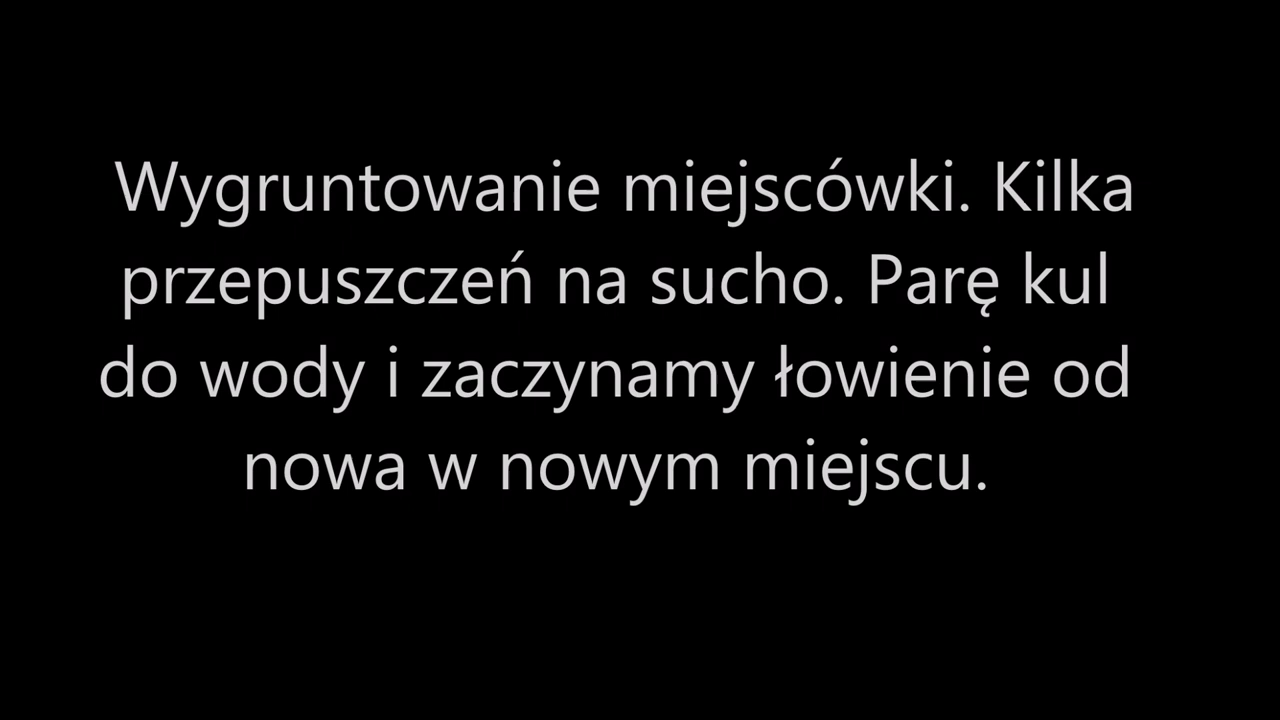 Wygruntowanie miejscówki. Kilka
przepuszczeń na sucho. Parę kul
do wody i zaczynamy łowienie od
nowa w nowym miejscu.